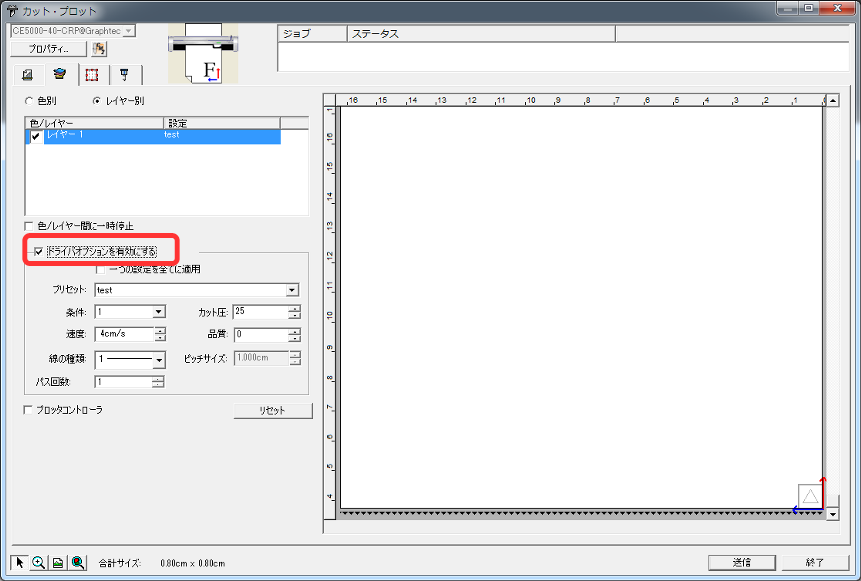 カット・プロット
CE5000-40-CRP@Graphtec
プロパティ..
ジョブ ステータス
F
色別 レイヤー別
色/レイヤー 設定
レイヤー 1 test
色/レイヤー間に一時停止
ドライバオプションを有効にする
一つの設定を全てに適用
プリセット: test
条件: 1 カット圧: 25
速度: 4cm/s 品質: 0
線の種類: 1 ピッチサイズ: 1.000cm
パス回数: 1
プロッタコントローラ リセット
16 15 14 13 12 11 10 9 8 7 6 5 4 3 2 1 0
16
15
14
13
12
11
10
9
8
7
6
5
4
合計サイズ: 0.80cm x 0.80cm 送信 終了